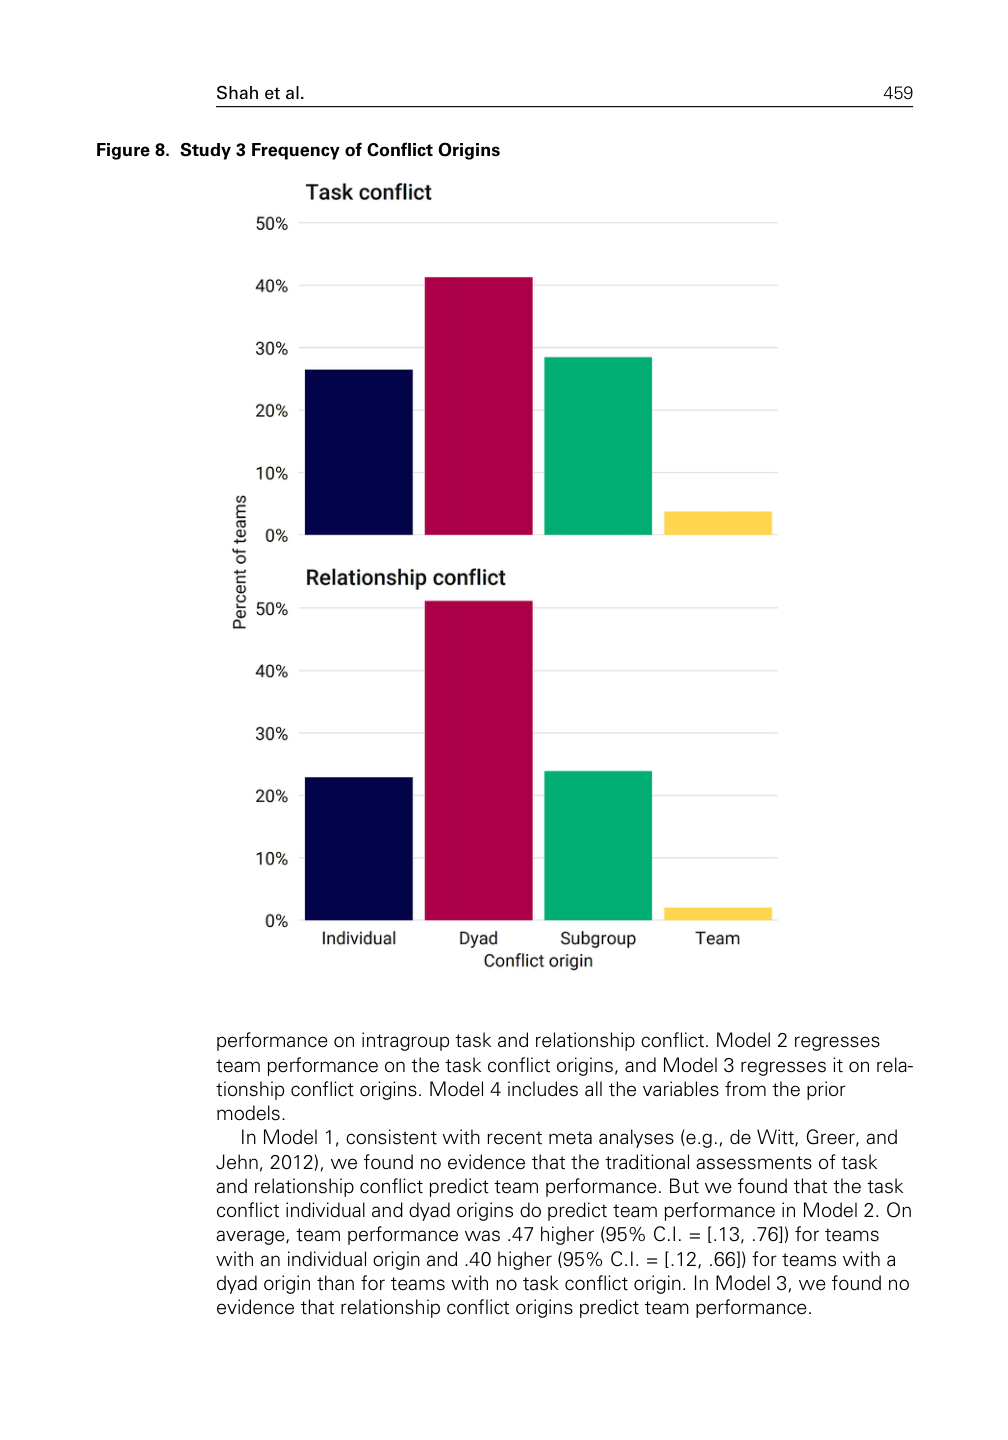 Shah et al. 459
Figure 8. Study 3 Frequency of Conflict Origins
Task conflict
50%
40%
30%
20%
10%
0%
Percent of teams
Relationship conflict
50%
40%
30%
20%
10%
0%
Individual Dyad Subgroup Team
Conflict origin
performance on intragroup task and relationship conflict. Model 2 regresses
team performance on the task conflict origins, and Model 3 regresses it on rela-
tionship conflict origins. Model 4 includes all the variables from the prior
models.
In Model 1, consistent with recent meta analyses (e.g., de Witt, Greer, and
Jehn, 2012), we found no evidence that the traditional assessments of task
and relationship conflict predict team performance. But we found that the task
conflict individual and dyad origins do predict team performance in Model 2. On
average, team performance was .47 higher (95% C.I. = [.13, .76]) for teams
with an individual origin and .40 higher (95% C.I. = [.12, .66]) for teams with a
dyad origin than for teams with no task conflict origin. In Model 3, we found no
evidence that relationship conflict origins predict team performance.